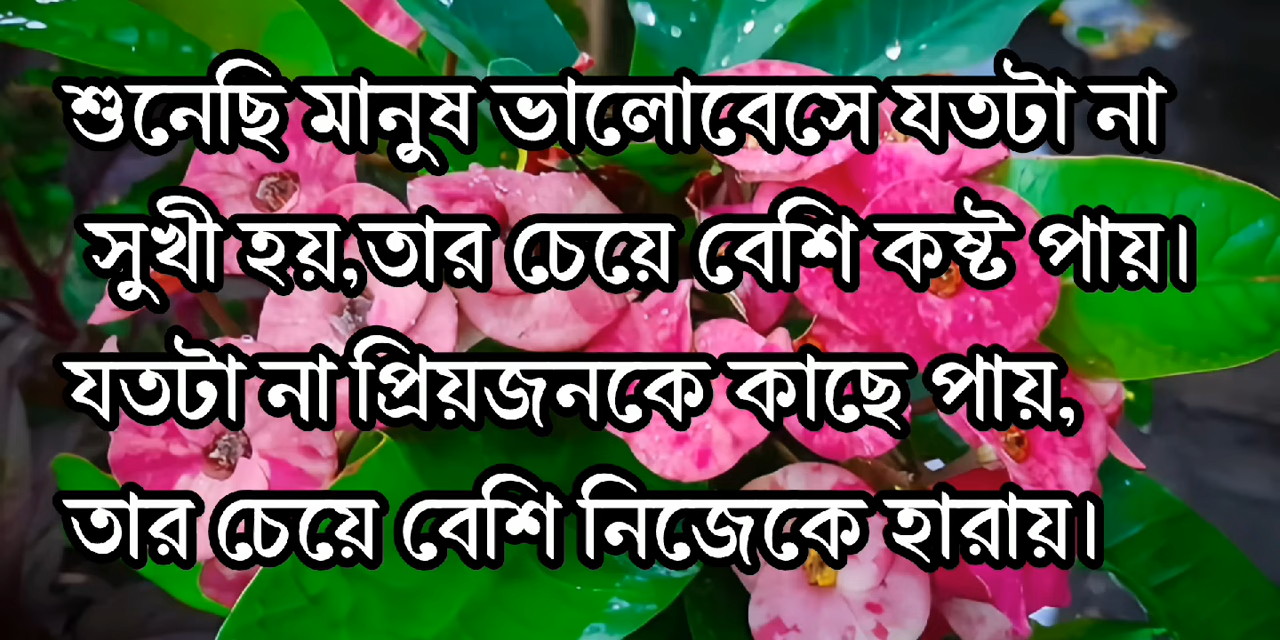 শুনেছি মানুষ ভালোবেসে যতটা না
সুখী হয়,তার চেয়ে বেশি কষ্ট পায়।
যতটা না প্রিয়জনকে কাছে পায়,
তার চেয়ে বেশি নিজেকে হারায়।